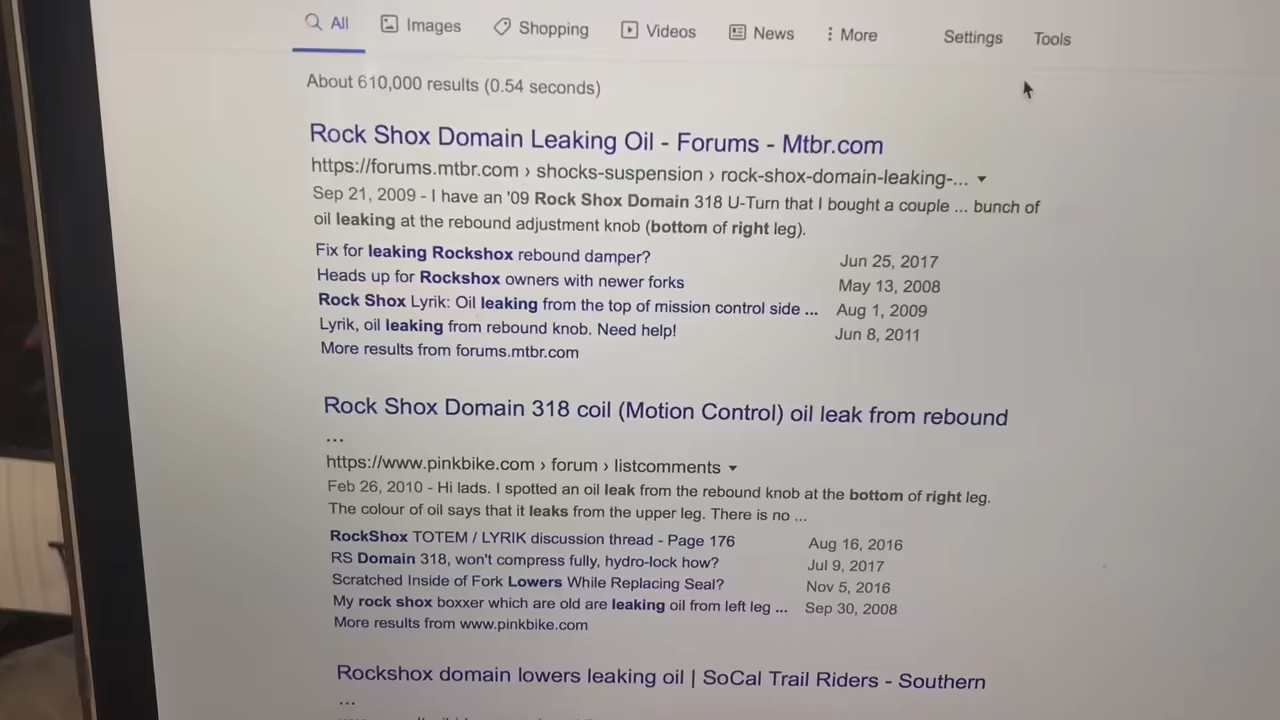 All Images Shopping Videos News More Settings Tools
About 610,000 results (0.54 seconds)
Rock Shox Domain Leaking Oil - Forums - Mtbr.com
https://forums.mtbr.com › shocks-suspension › rock-shox-domain-leaking-...
Sep 21, 2009 - I have an '09 Rock Shox Domain 318 U-Turn that I bought a couple ... bunch of
oil leaking at the rebound adjustment knob (bottom of right leg).
Fix for leaking Rockshox rebound damper? Jun 25, 2017
Heads up for Rockshox owners with newer forks May 13, 2008
Rock Shox Lyrik: Oil leaking from the top of mission control side ... Aug 1, 2009
Lyrik, oil leaking from rebound knob. Need help! Jun 8, 2011
More results from forums.mtbr.com
Rock Shox Domain 318 coil (Motion Control) oil leak from rebound
...
https://www.pinkbike.com › forum › listcomments
Feb 26, 2010 - Hi lads. I spotted an oil leak from the rebound knob at the bottom of right leg.
The colour of oil says that it leaks from the upper leg. There is no ...
RockShox TOTEM / LYRIK discussion thread - Page 176 Aug 16, 2016
RS Domain 318, won't compress fully, hydro-lock how? Jul 9, 2017
Scratched Inside of Fork Lowers While Replacing Seal? Nov 5, 2016
My rock shox boxxer which are old are leaking oil from left leg ... Sep 30, 2008
More results from www.pinkbike.com
Rockshox domain lowers leaking oil | SoCal Trail Riders - Southern
...